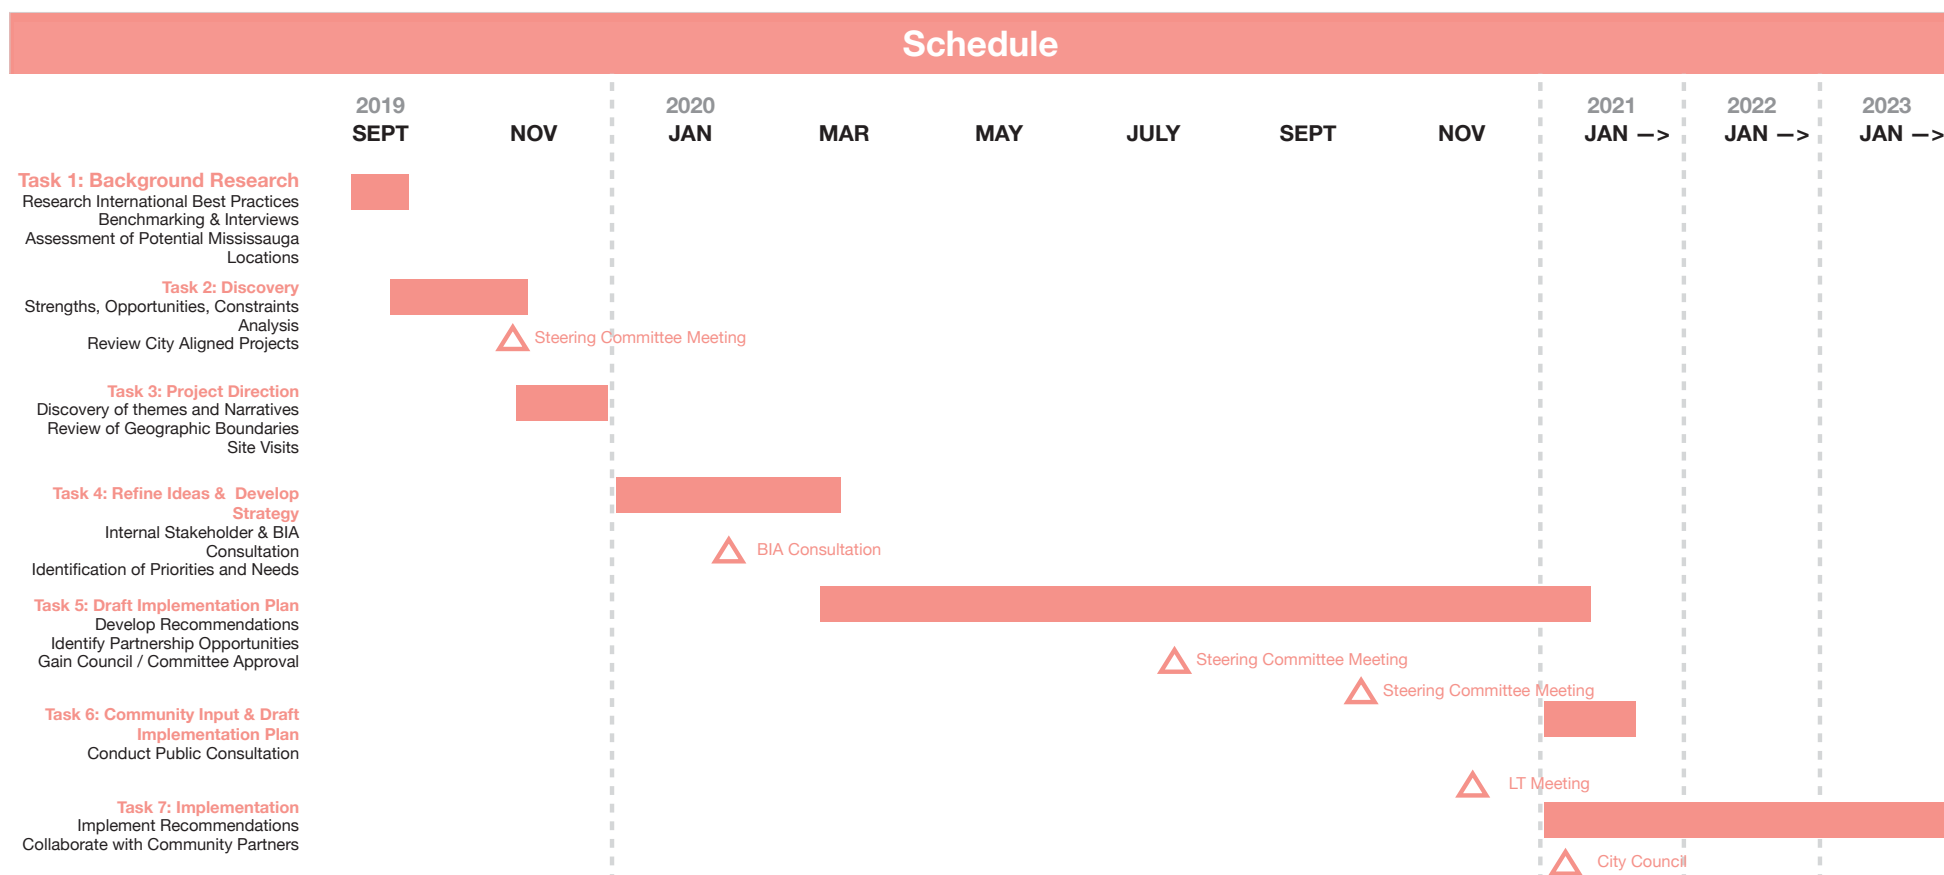 Schedule
2019 2020 2021 2022 2023
SEPT NOV JAN MAR MAY JULY SEPT NOV JAN —> JAN —> JAN —>
Task 1: Background Research
Research International Best Practices
Benchmarking & Interviews
Assessment of Potential Mississauga
Locations
Task 2: Discovery
Strengths, Opportunities, Constraints
Analysis
Review City Aligned Projects
Steering Committee Meeting
Task 3: Project Direction
Discovery of themes and Narratives
Review of Geographic Boundaries
Site Visits
Task 4: Refine Ideas & Develop
Strategy
Internal Stakeholder & BIA
Consultation
Identification of Priorities and Needs
BIA Consultation
Task 5: Draft Implementation Plan
Develop Recommendations
Identify Partnership Opportunities
Gain Council / Committee Approval
Steering Committee Meeting
Steering Committee Meeting
Task 6: Community Input & Draft
Implementation Plan
Conduct Public Consultation
LT Meeting
Task 7: Implementation
Implement Recommendations
Collaborate with Community Partners
City Council